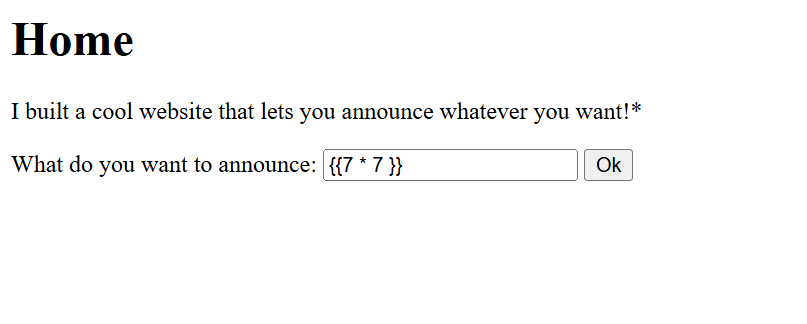 Home
I built a cool website that lets you announce whatever you want!*
What do you want to announce: {{7 * 7 }} Ok